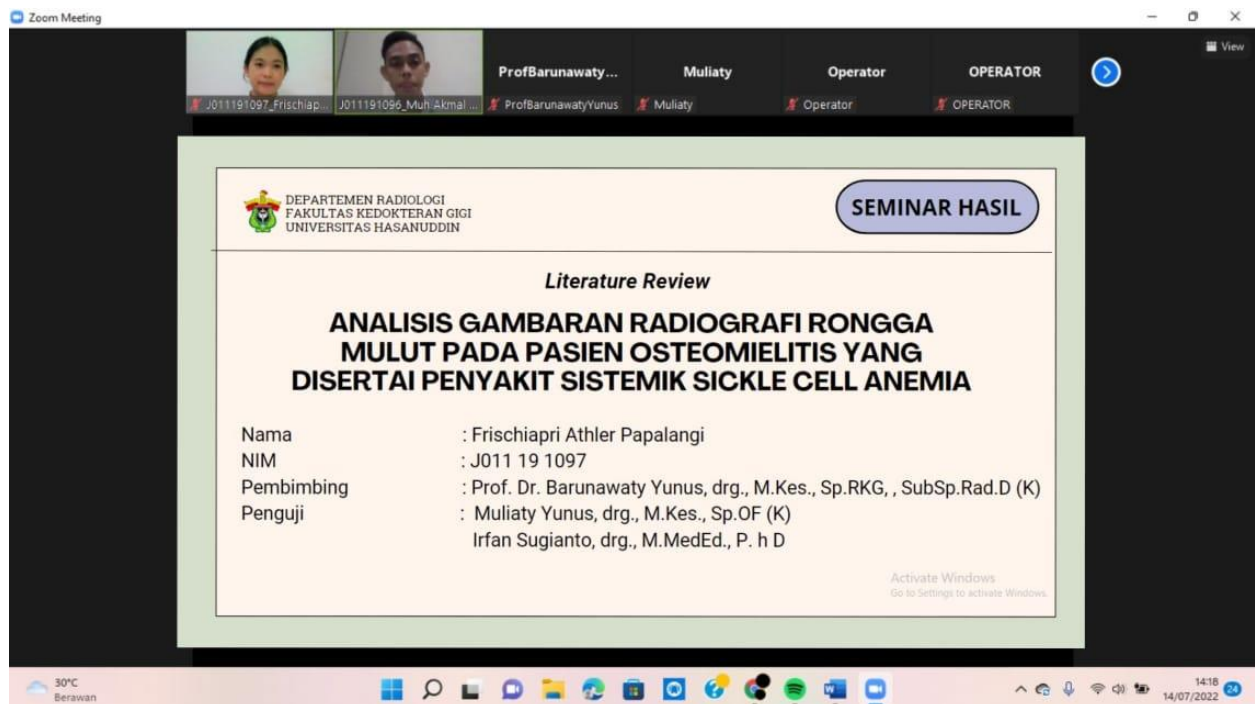 Zoom Meeting
View
ProfBarunawaty...
Muliaty
Operator
OPERATOR
J011191097_Frischiap...
J011191096_Muh Akmal ...
ProfBarunawatyYunus
Muliaty
Operator
OPERATOR
DEPARTEMEN RADIOLOGI
FAKULTAS KEDOKTERAN GIGI
UNIVERSITAS HASANUDDIN
SEMINAR HASIL
Literature Review
ANALISIS GAMBARAN RADIOGRAFI RONGGA
MULUT PADA PASIEN OSTEOMIELITIS YANG
DISERTAI PENYAKIT SISTEMIK SICKLE CELL ANEMIA
Nama : Frischiapri Athler Papalangi
NIM : J011 19 1097
Pembimbing : Prof. Dr. Barunawaty Yunus, drg., M.Kes., Sp.RKG, , SubSp.Rad.D (K)
Penguji : Muliaty Yunus, drg., M.Kes., Sp.OF (K)
Irfan Sugianto, drg., M.MedEd., P. h D
Activate Windows
Go to Settings to activate Windows.
30°C
Berawan
14:18
14/07/2022
24